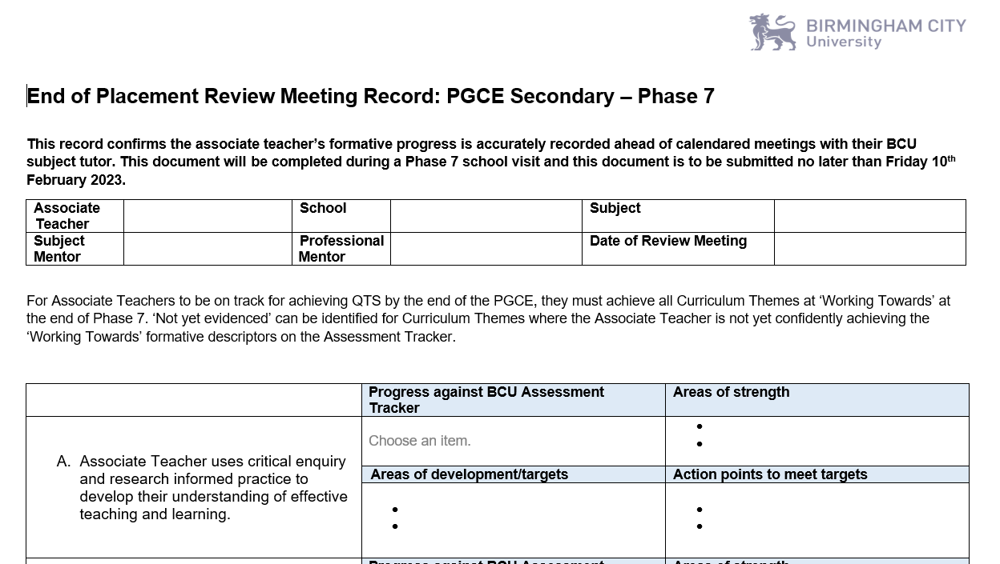 BIRMINGHAM CITY
University
End of Placement Review Meeting Record: PGCE Secondary – Phase 7
This record confirms the associate teacher’s formative progress is accurately recorded ahead of calendared meetings with their BCU
subject tutor. This document will be completed during a Phase 7 school visit and this document is to be submitted no later than Friday 10th
February 2023.
Associate Teacher
School
Subject
Subject Mentor
Professional Mentor
Date of Review Meeting
For Associate Teachers to be on track for achieving QTS by the end of the PGCE, they must achieve all Curriculum Themes at ‘Working Towards’ at
the end of Phase 7. ‘Not yet evidenced’ can be identified for Curriculum Themes where the Associate Teacher is not yet confidently achieving the
‘Working Towards’ formative descriptors on the Assessment Tracker.
Progress against BCU Assessment
Tracker
Areas of strength
A. Associate Teacher uses critical enquiry
and research informed practice to
develop their understanding of effective
teaching and learning.
Choose an item.
•
•
Areas of development/targets
Action points to meet targets
•
•
•
•
Progress against BCU Assessment
Areas of strength